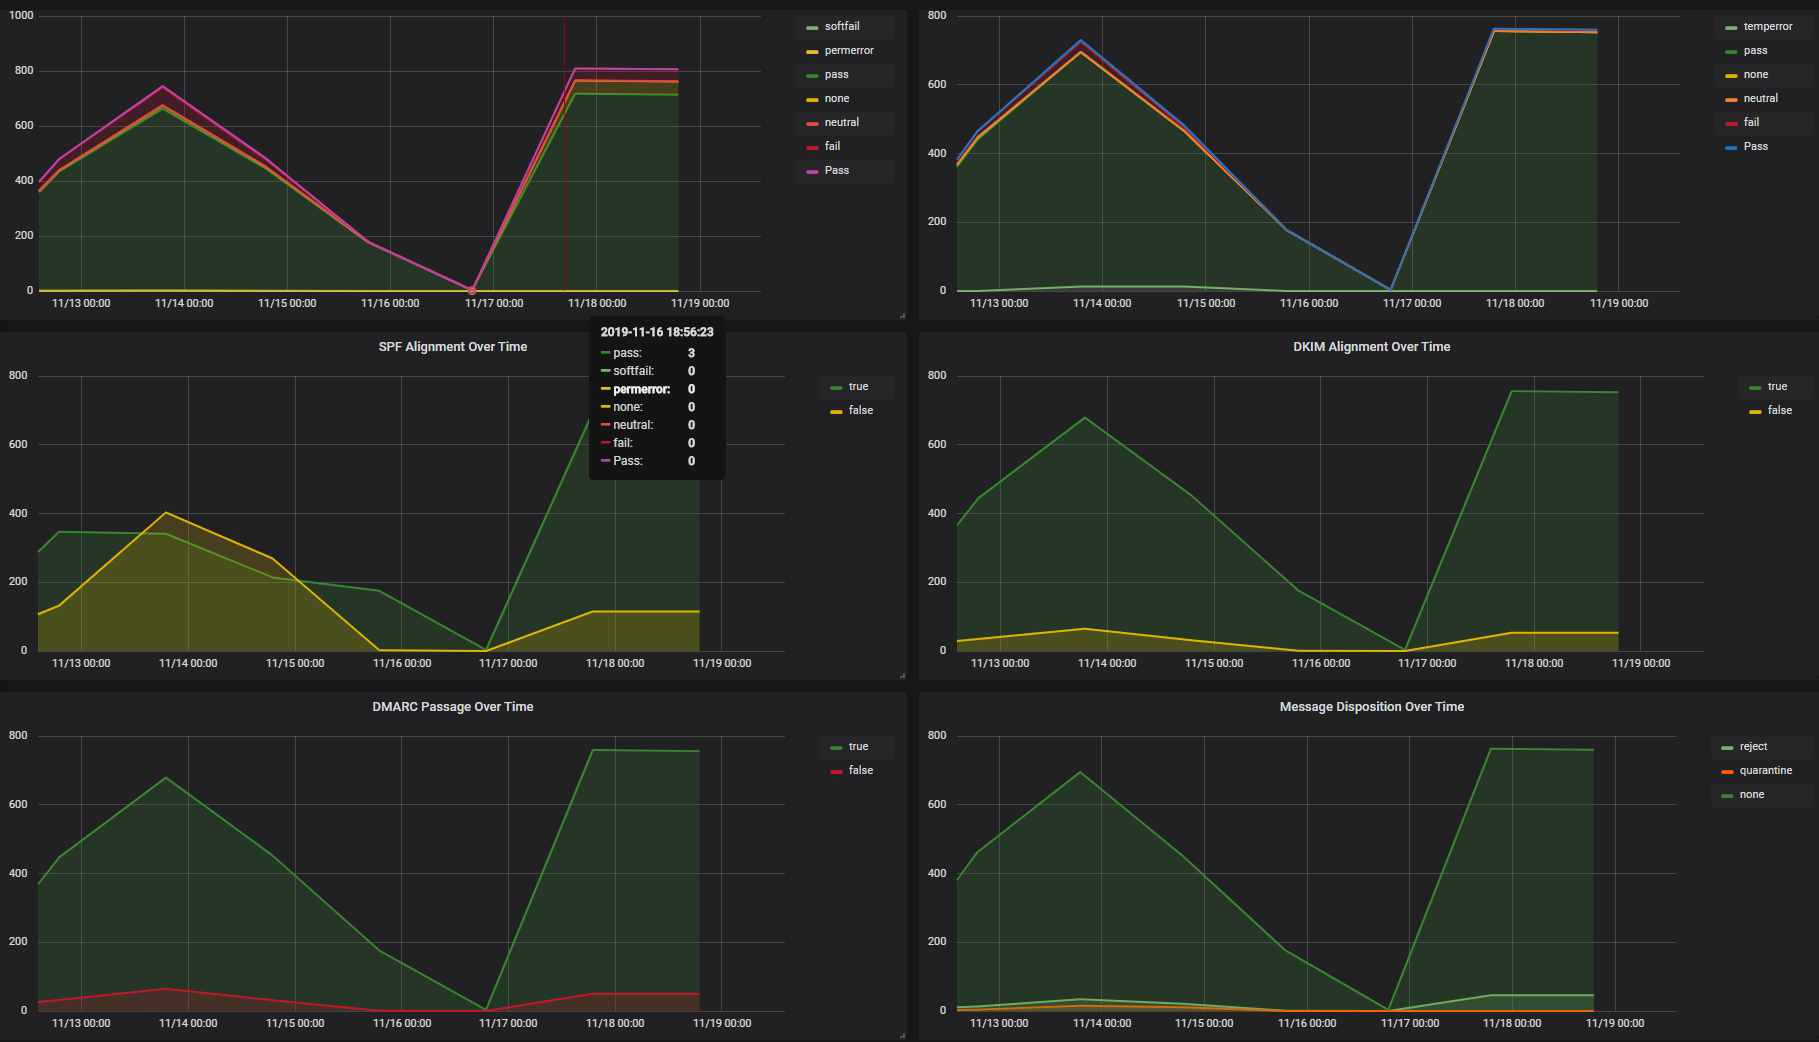 1000
800
600
400
200
0
11/13 00:00 11/14 00:00 11/15 00:00 11/16 00:00 11/17 00:00 11/18 00:00 11/19 00:00
softfail
permerror
pass
none
neutral
fail
Pass
800
600
400
200
0
11/13 00:00 11/14 00:00 11/15 00:00 11/16 00:00 11/17 00:00 11/18 00:00 11/19 00:00
temperror
pass
none
neutral
fail
Pass
SPF Alignment Over Time
800
600
400
200
0
11/13 00:00 11/14 00:00 11/15 00:00 11/16 00:00 11/17 00:00 11/18 00:00 11/19 00:00
true
false
2019-11-16 18:56:23
pass: 3
softfail: 0
permerror: 0
none: 0
neutral: 0
fail: 0
Pass: 0
DKIM Alignment Over Time
800
600
400
200
0
11/13 00:00 11/14 00:00 11/15 00:00 11/16 00:00 11/17 00:00 11/18 00:00 11/19 00:00
true
false
DMARC Passage Over Time
800
600
400
200
0
11/13 00:00 11/14 00:00 11/15 00:00 11/16 00:00 11/17 00:00 11/18 00:00 11/19 00:00
true
false
Message Disposition Over Time
800
600
400
200
0
11/13 00:00 11/14 00:00 11/15 00:00 11/16 00:00 11/17 00:00 11/18 00:00 11/19 00:00
reject
quarantine
none